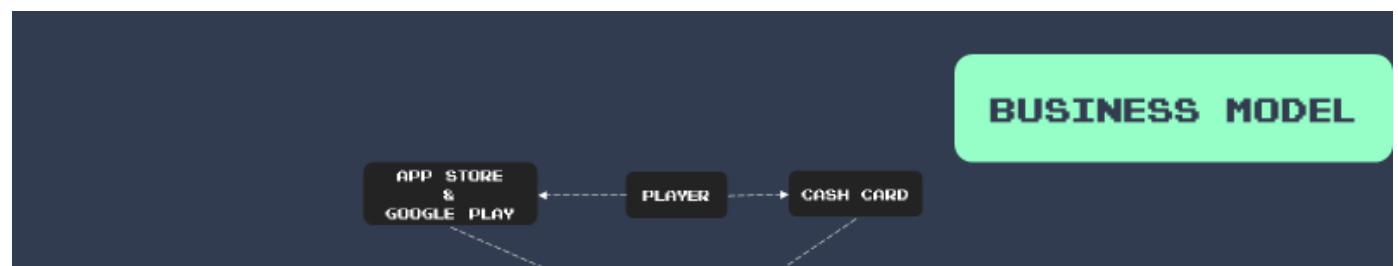 BUSINESS MODEL
APP STORE
&
GOOGLE PLAY
PLAYER
CASH CARD